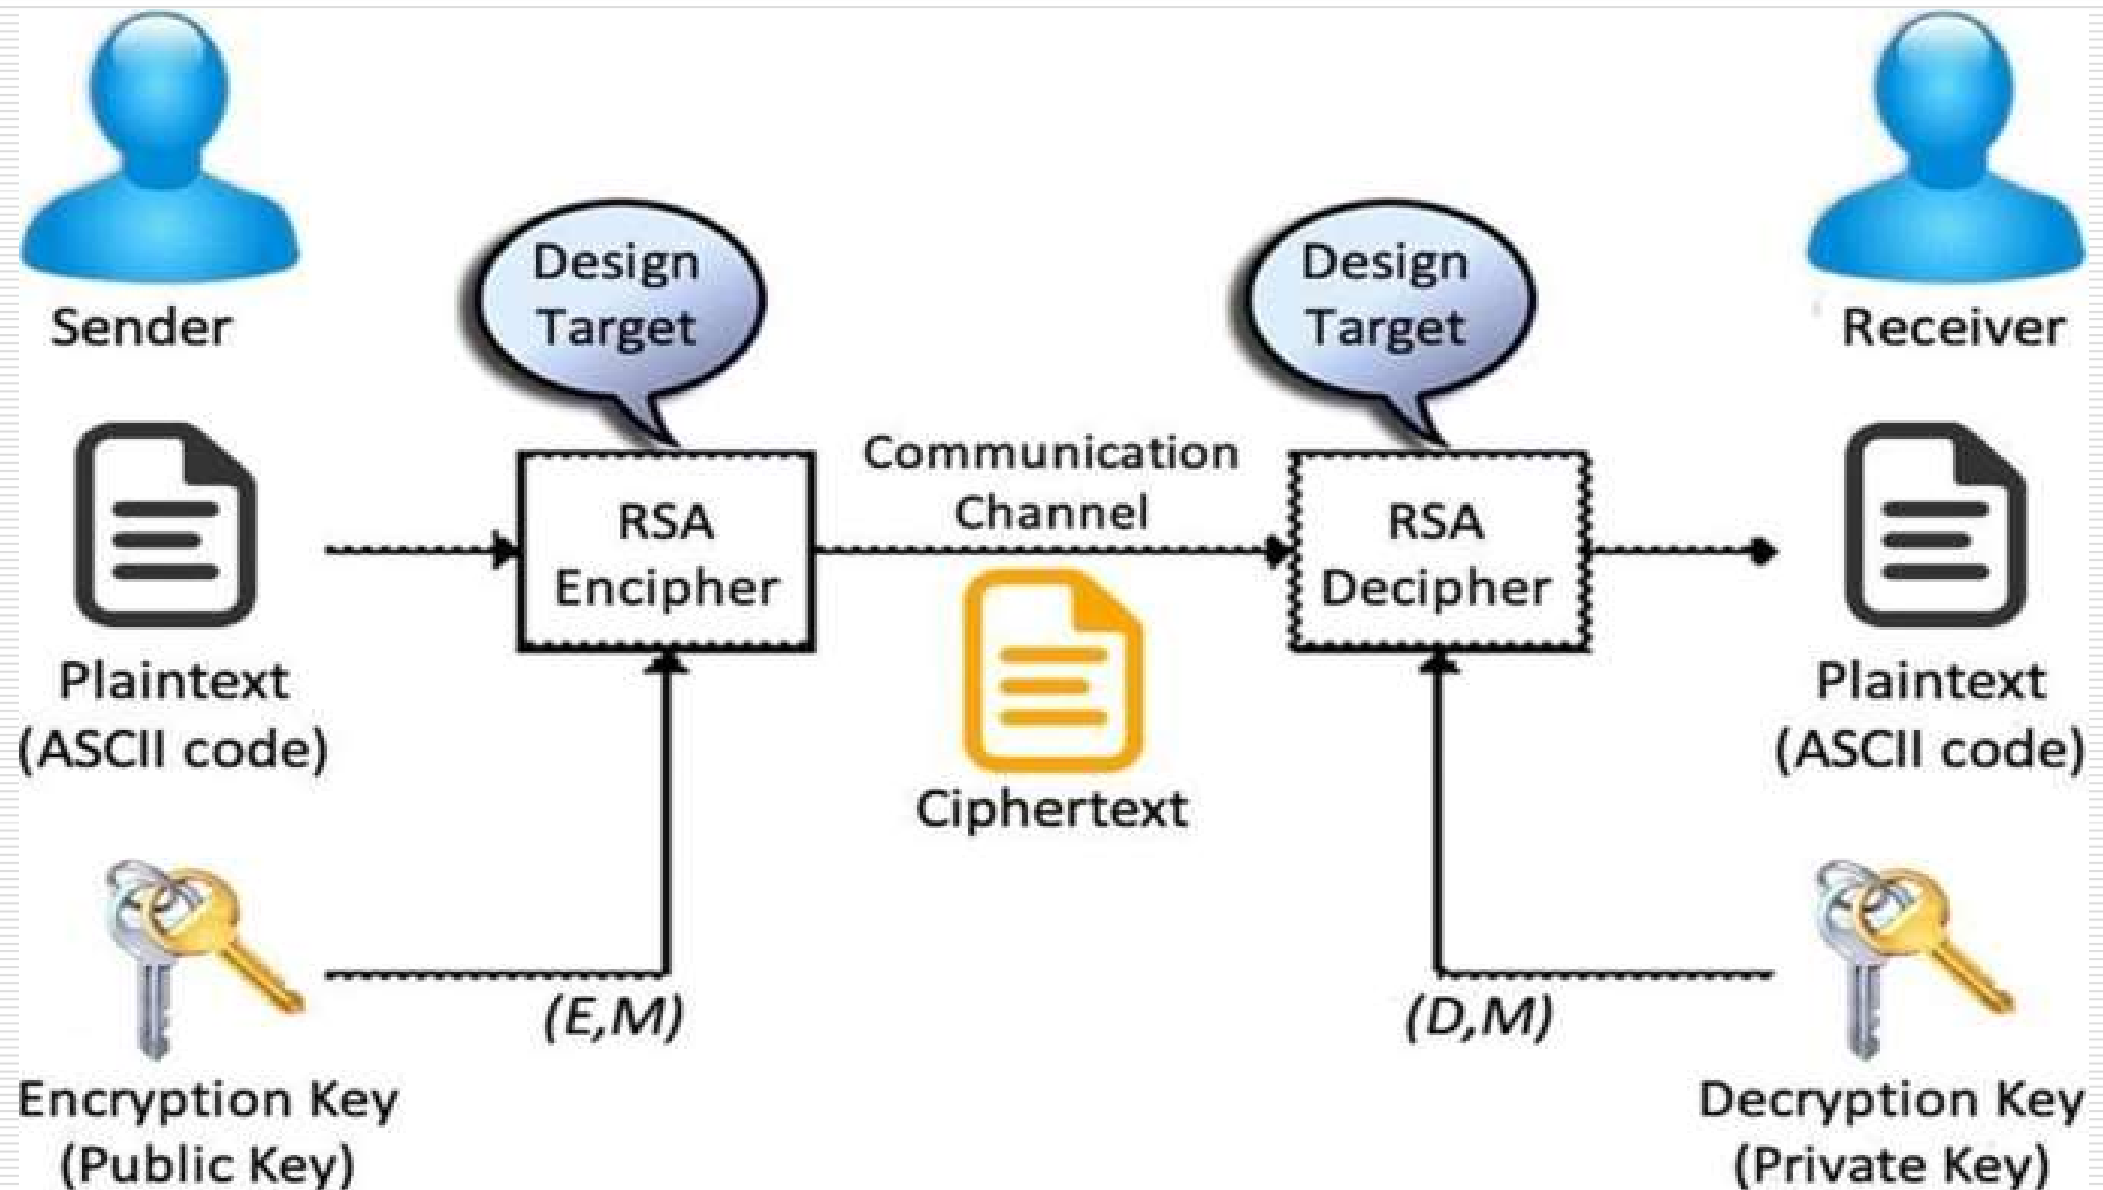 Sender
Receiver
Design
Target
Design
Target
Communication
Channel
RSA
Encipher
RSA
Decipher
Plaintext
(ASCII code)
Ciphertext
Plaintext
(ASCII code)
(E,M)
(D,M)
Encryption Key
(Public Key)
Decryption Key
(Private Key)